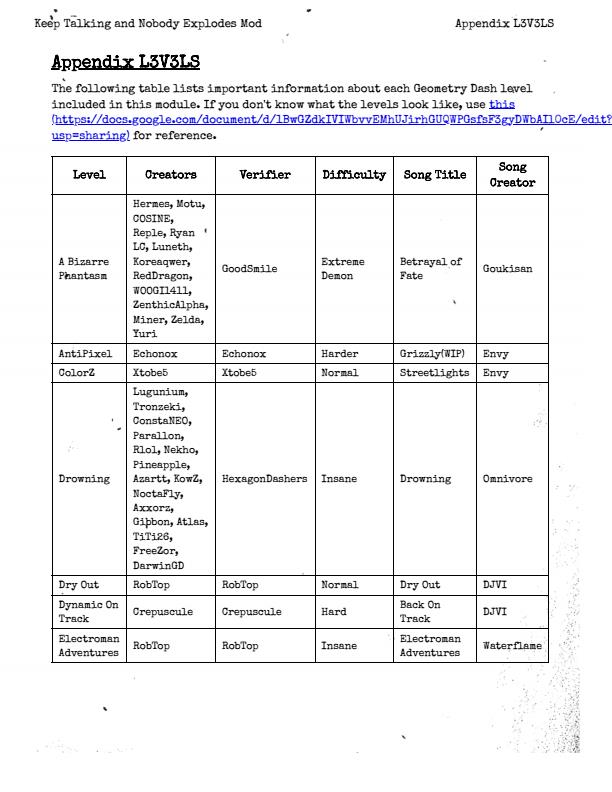 Keep Talking and Nobody Explodes Mod Appendix L3V3LS
Appendix L3V3LS
The following table lists important information about each Geometry Dash level
included in this module. If you don't know what the levels look like, use this
(https://docs.google.com/document/d/1BwGZdkIVIWbvvEMhUJirhGUQWPGsfsF3gyDWbAIlOcE/edit?
usp=sharing) for reference.
Level Creators Verifier Difficulty Song Title Song
Creator
A Bizarre
Phantasm
Hermes, Motu,
COSINE,
Reple, Ryan
LC, Luneth,
Koreaqwer,
RedDragon,
WOOGI1411,
ZenthicAlpha,
Miner, Zelda,
Yuri
GoodSmile
Extreme
Demon
Betrayal of
Fate
Goukisan
AntiPixel Echonox Echonox Harder Grizzly(WIP) Envy
ColorZ Xtobe5 Xtobe5 Normal Streetlights Envy
Drowning
Lugunium,
Tronzeki,
ConstaNEO,
Parallon,
Rlol, Nekho,
Pineapple,
Azartt, KowZ,
NoctaFly,
Axxorz,
Gibbon, Atlas,
TiTi26,
FreeZor,
DarwinGD
HexagonDashers
Insane
Drowning
Omnivore
Dry Out RobTop RobTop Normal Dry Out DJVI
Dynamic On
Track
Crepuscule
Crepuscule
Hard
Back On
Track
DJVI
Electroman
Adventures
RobTop
RobTop
Insane
Electroman
Adventures
Waterflame